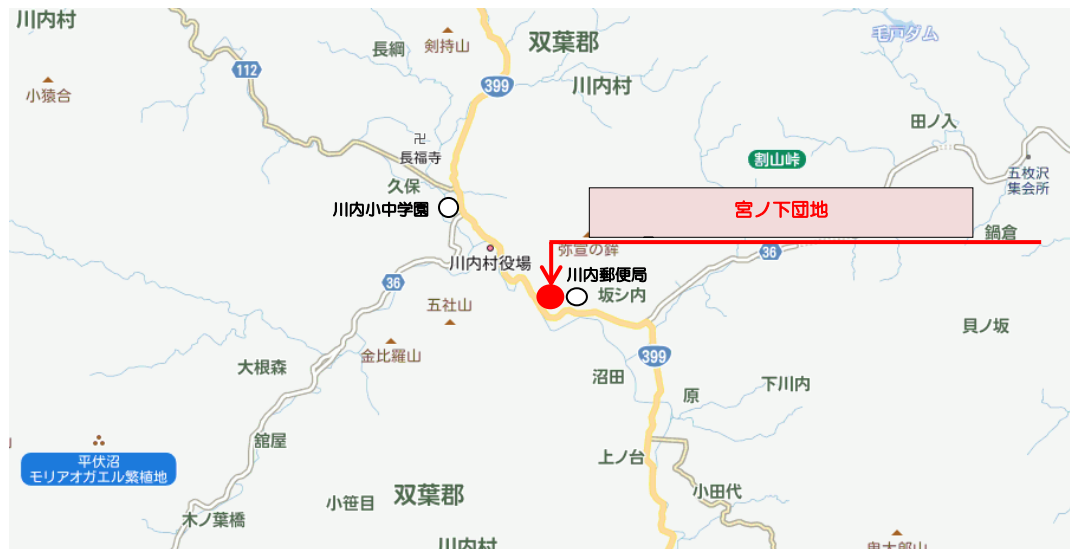 川内村
長綱
剣持山
双葉郡
毛戸ダム
112
399
川内村
小猿合
田ノ入
卍
長福寺
割山峠
五枚沢
集会所
久保
川内小中学園
宮ノ下団地
鍋倉
弥宣の鉾
36
川内村役場
川内郵便局
36
坂シ内
五社山
貝ノ坂
金比羅山
399
大根森
沼田
下川内
原
舘屋
平伏沼
モリアオガエル繁植地
上ノ台
小田代
小笹目
双葉郡
木ノ葉橋
川内村